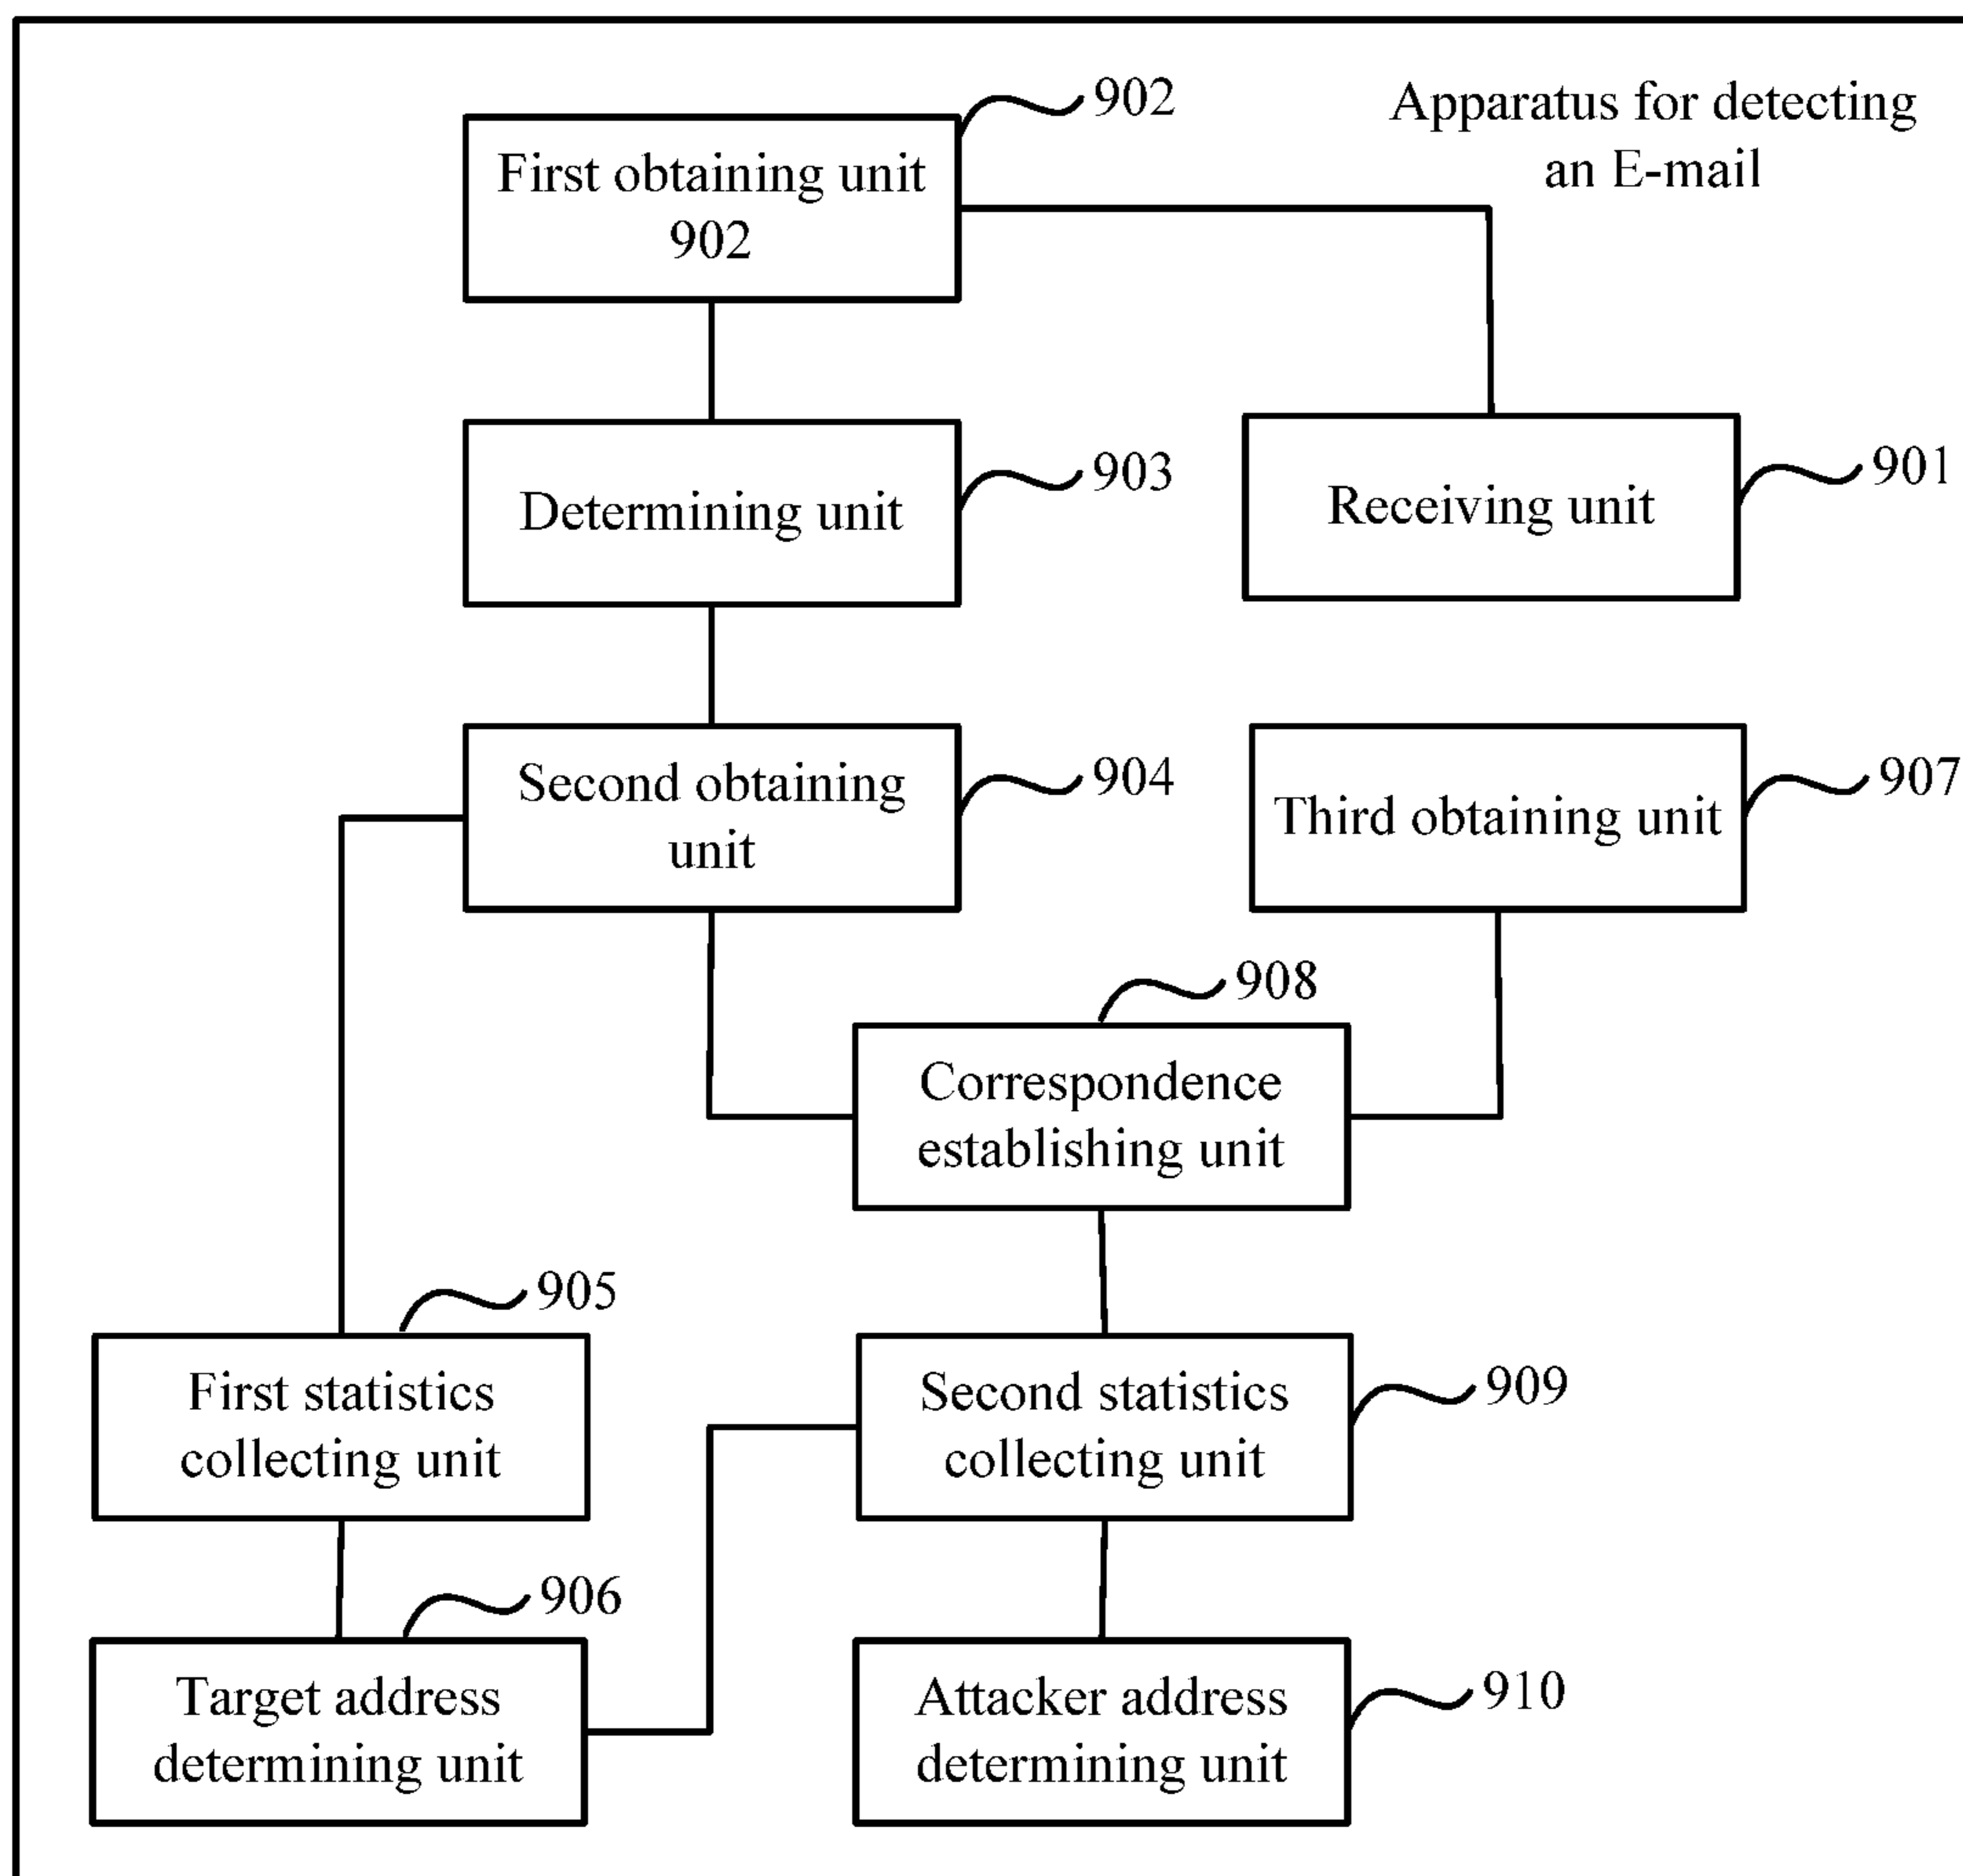 902
Apparatus for detecting
an E-mail
First obtaining unit
902
903
Determining unit
901
Receiving unit
904
Second obtaining
unit
907
Third obtaining unit
908
Correspondence
establishing unit
905
First statistics
collecting unit
909
Second statistics
collecting unit
906
Target address
determining unit
910
Attacker address
determining unit